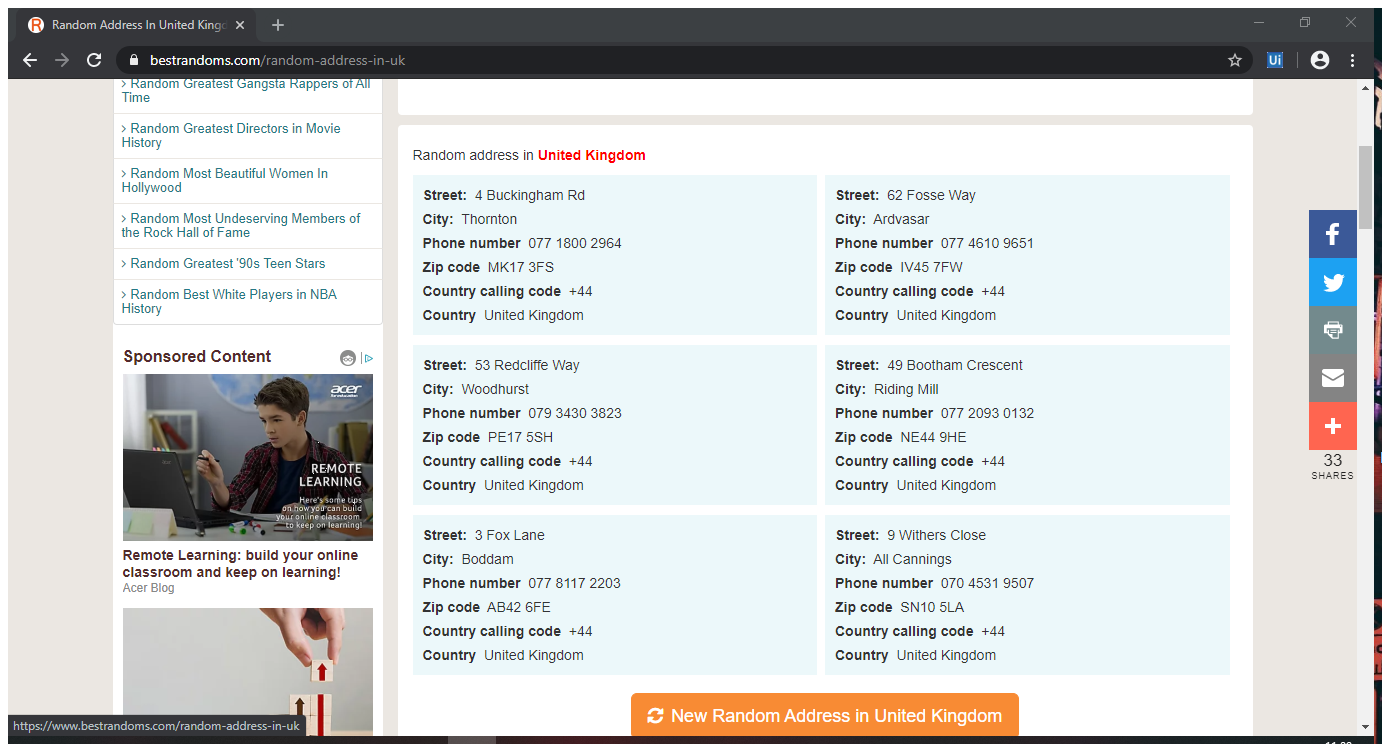 Random Address In United Kingd
bestrandoms.com/random-address-in-uk
Ui
> Random Greatest Gangsta Rappers of All
Time
> Random Greatest Directors in Movie
History
> Random Most Beautiful Women In
Hollywood
> Random Most Undeserving Members of
the Rock Hall of Fame
> Random Greatest '90s Teen Stars
> Random Best White Players in NBA
History
Sponsored Content
acer
for education
REMOTE
LEARNING
Here's some tips
on how you can build
your online classroom
to keep on learning!
Remote Learning: build your online
classroom and keep on learning!
Acer Blog
https://www.bestrandoms.com/random-address-in-uk
Random address in United Kingdom
Street: 4 Buckingham Rd
City: Thornton
Phone number 077 1800 2964
Zip code MK17 3FS
Country calling code +44
Country United Kingdom
Street: 62 Fosse Way
City: Ardvasar
Phone number 077 4610 9651
Zip code IV45 7FW
Country calling code +44
Country United Kingdom
Street: 53 Redcliffe Way
City: Woodhurst
Phone number 079 3430 3823
Zip code PE17 5SH
Country calling code +44
Country United Kingdom
Street: 49 Bootham Crescent
City: Riding Mill
Phone number 077 2093 0132
Zip code NE44 9HE
Country calling code +44
Country United Kingdom
Street: 3 Fox Lane
City: Boddam
Phone number 077 8117 2203
Zip code AB42 6FE
Country calling code +44
Country United Kingdom
Street: 9 Withers Close
City: All Cannings
Phone number 070 4531 9507
Zip code SN10 5LA
Country calling code +44
Country United Kingdom
New Random Address in United Kingdom
33
SHARES